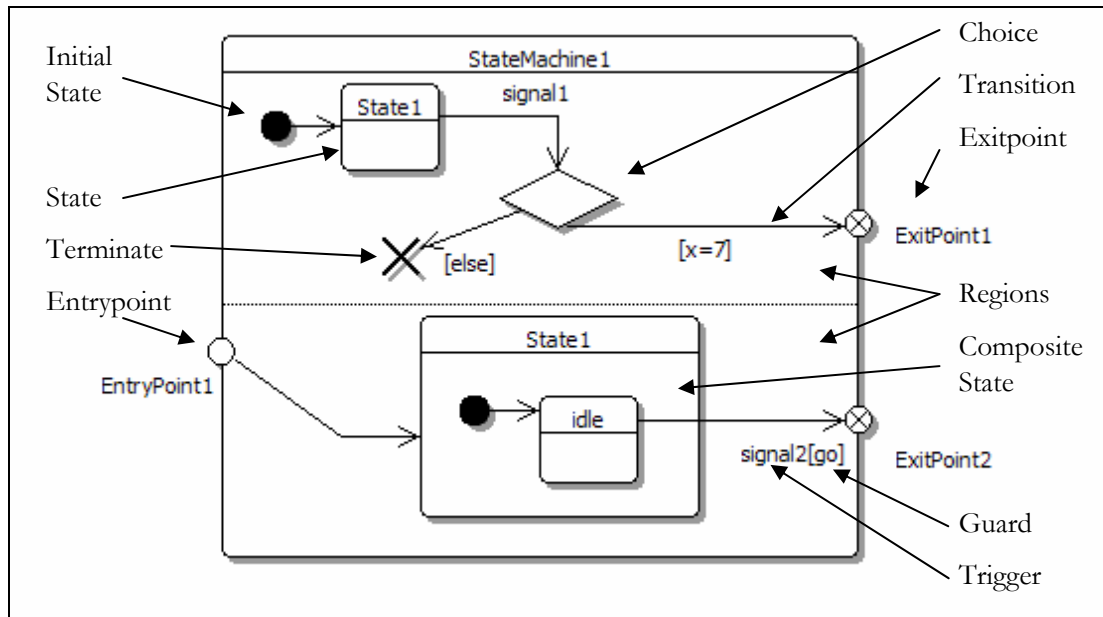 Initial
State
State
Terminate
Entrypoint
StateMachine1
State1
signal1
[else]
[x=7]
ExitPoint1
EntryPoint1
State1
idle
signal2[go]
ExitPoint2
Choice
Transition
Exitpoint
Regions
Composite
State
Guard
Trigger